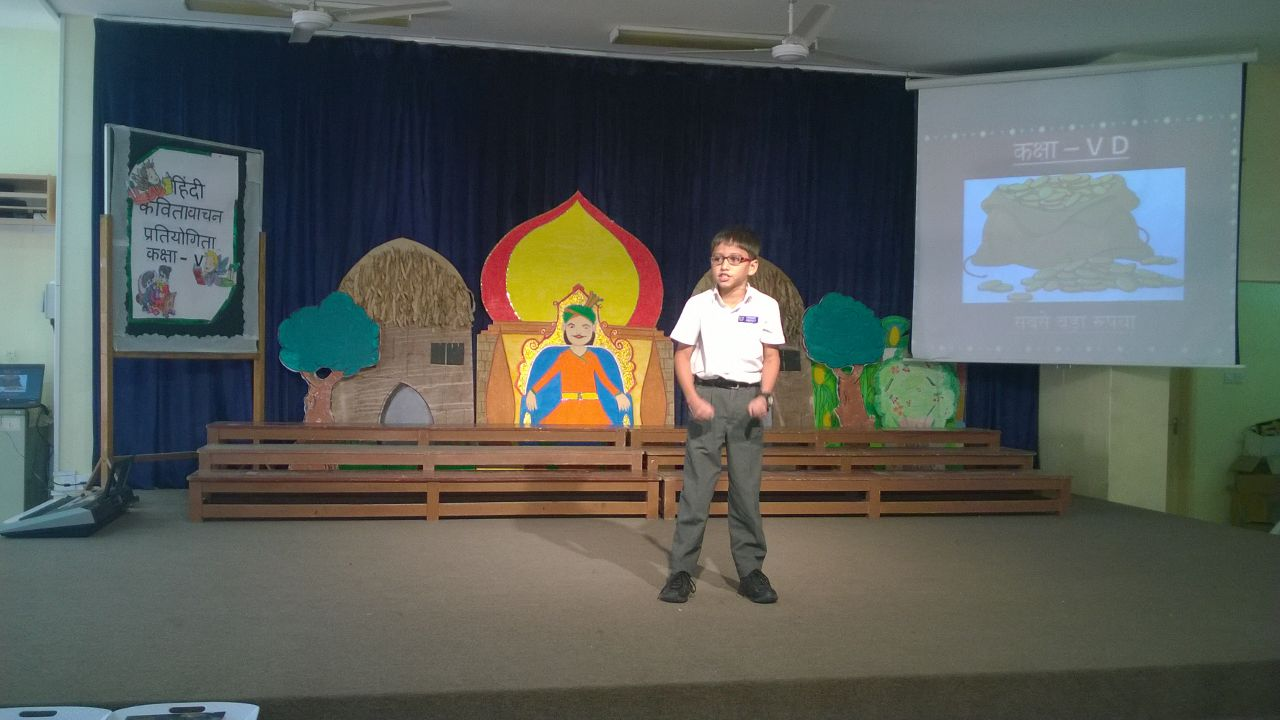 हिंदी
कवितावाचन
प्रतियोगिता
कक्षा - V
कक्षा – V D
सबसे बड़ा रुपया